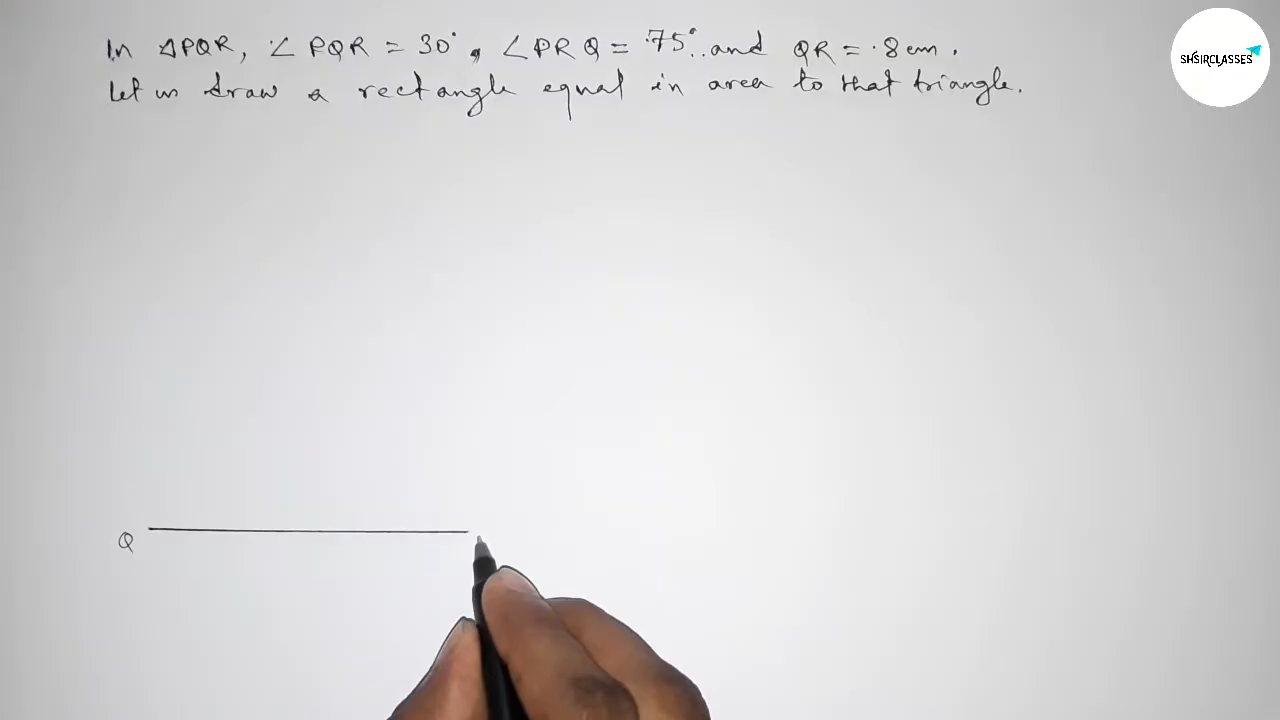 In △PQR, ∠PQR = 30°, ∠PRQ = 75°. and QR = 8 cm.
Let us draw a rectangle equal in area to that triangle.
SHSIRCLASSES
Q